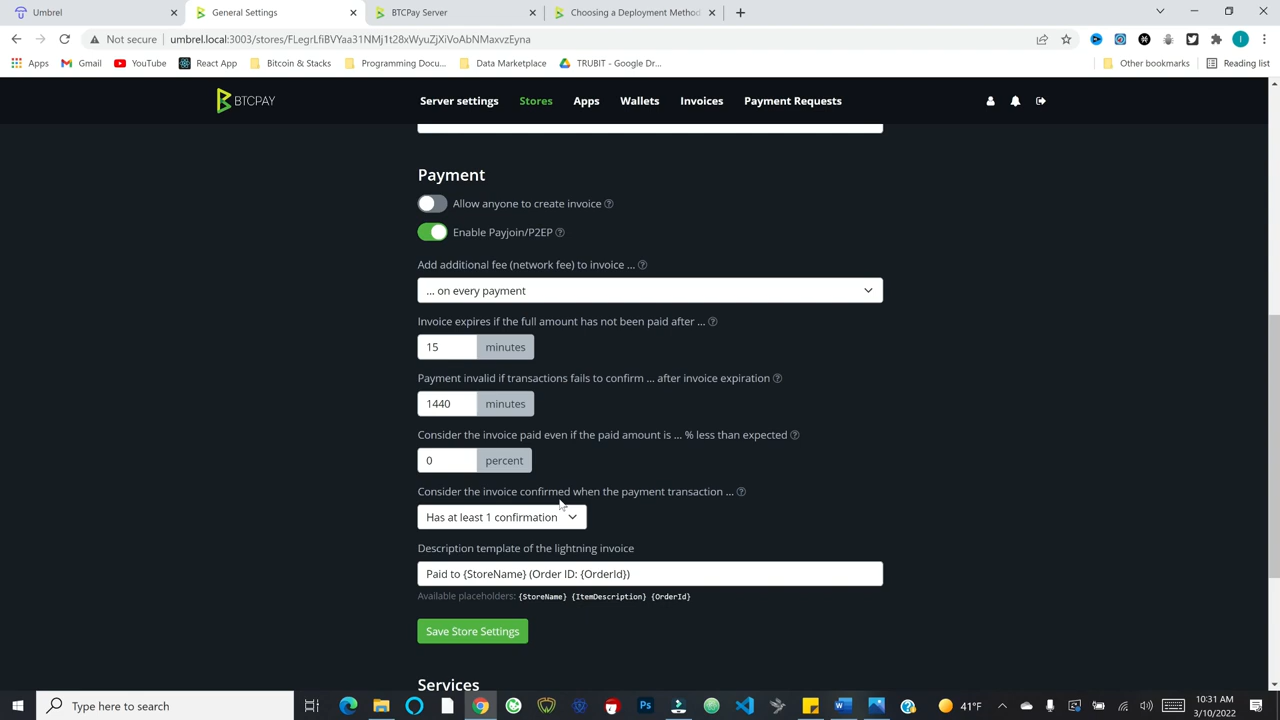 Umbrel
General Settings
BTCPay Server
Choosing a Deployment Method
Not secure
umbrel.local:3003/stores/FLegrLfiBVYaa31NMj1t28xWyuZjXiVoAbNMaxvzEyna
I
Apps
Gmail
YouTube
React App
Bitcoin & Stacks
Programming Docu...
Data Marketplace
TRUBIT - Google Dr...
Other bookmarks
Reading list
BTCPAY
Server settings
Stores
Apps
Wallets
Invoices
Payment Requests
Payment
Allow anyone to create invoice
Enable Payjoin/P2EP
Add additional fee (network fee) to invoice ...
... on every payment
Invoice expires if the full amount has not been paid after ...
15 minutes
Payment invalid if transactions fails to confirm ... after invoice expiration
1440 minutes
Consider the invoice paid even if the paid amount is ... % less than expected
0 percent
Consider the invoice confirmed when the payment transaction ...
Has at least 1 confirmation
Description template of the lightning invoice
Paid to {StoreName} (Order ID: {OrderId})
Available placeholders: {StoreName} {ItemDescription} {OrderId}
Save Store Settings
Services
Type here to search
41°F
10:31 AM
3/10/2022